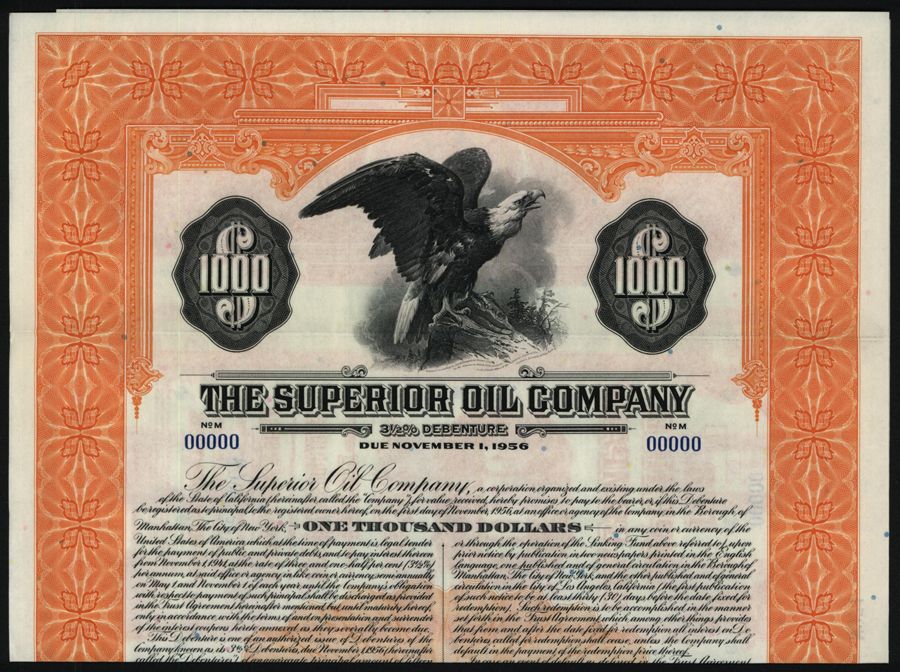 1000
1000
THE SUPERIOR OIL COMPANY
No M
3½% DEBENTURE
No M
00000
DUE NOVEMBER 1, 1956
00000
The Superior Oil Company, a corporation organized and existing under the laws
of the State of California (hereinafter called the "Company"), for value received, hereby promises to pay to the bearer, or, if this Debenture
be registered as to principal, to the registered owner hereof, on the first day of November, 1956, at an office or agency of the Company, in the Borough of
Manhattan, The City of New York, ONE THOUSAND DOLLARS in any coin or currency of the
United States of America which at the time of payment is legal tender
for the payment of public and private debts, and to pay interest thereon
from November 1, 1941, at the rate of three and one-half per cent (3½%)
per annum, at said office or agency, in like coin or currency, semi-annually
on May 1 and November 1 of each year until the Company's obligation
with respect to payment of such principal shall be discharged as provided
in the Trust Agreement hereinafter mentioned, but, until maturity hereof,
only in accordance with the terms of and on presentation and surrender
of the interest coupons hereto annexed as they severally become due.
This Debenture is one of an authorized issue of Debentures of the
Company known as its 3½% Debentures, due November 1, 1956 (hereinafter
called the "Debentures"),
or through the operation of the Sinking Fund above referred to), upon
prior notice by publication in two newspapers printed in the English
language, one published and of general circulation in the Borough of
Manhattan, The City of New York, and the other published and of general
circulation in the City of Los Angeles, California, (the first publication
of such notice to be at least thirty (30) days before the date fixed for
redemption). Such redemption is to be accomplished in the manner
set forth in the Trust Agreement which, among other things, provides
that from and after the date fixed for redemption all interest on De-
bentures called for redemption shall cease, unless the Company shall
default in the payment of the redemption price thereof.